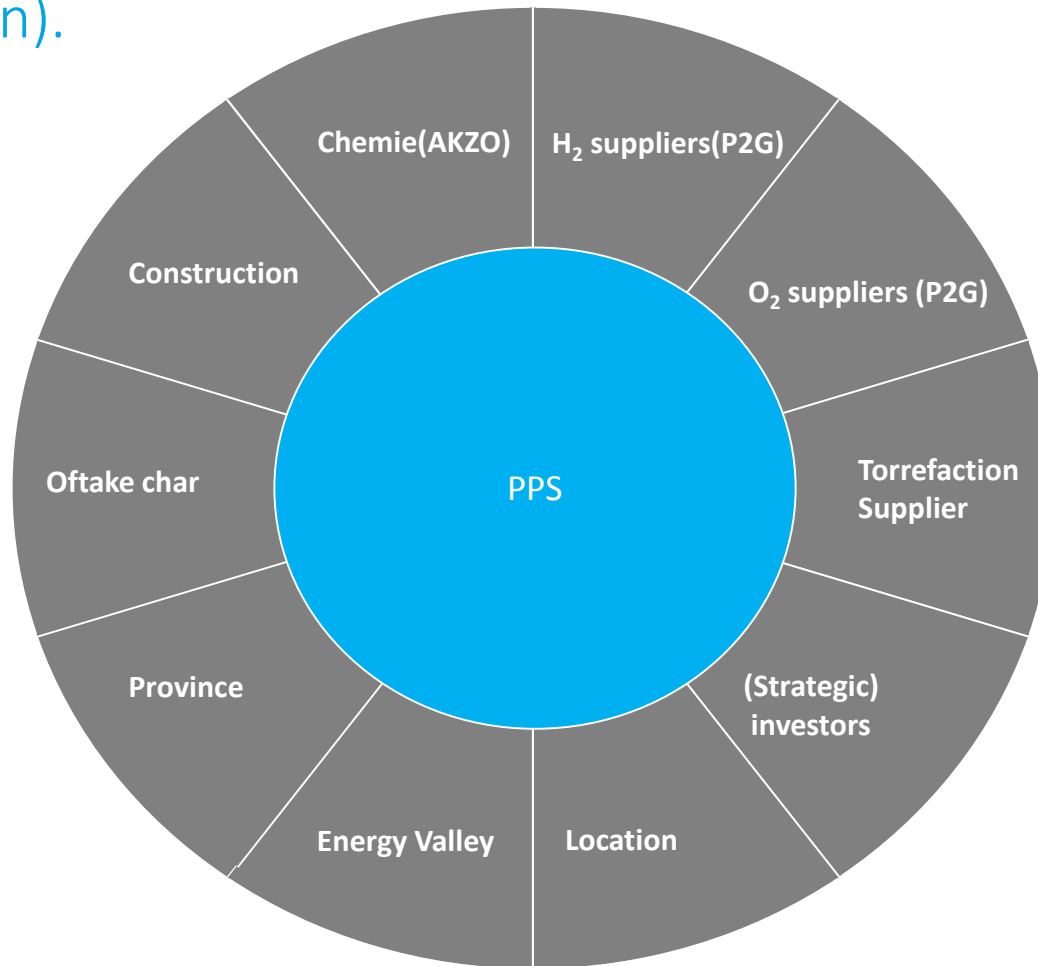 n).
Chemie(AKZO)
H₂ suppliers(P2G)
O₂ suppliers (P2G)
Torrefaction
Supplier
(Strategic)
investors
Location
Energy Valley
Province
Oftake char
Construction
PPS